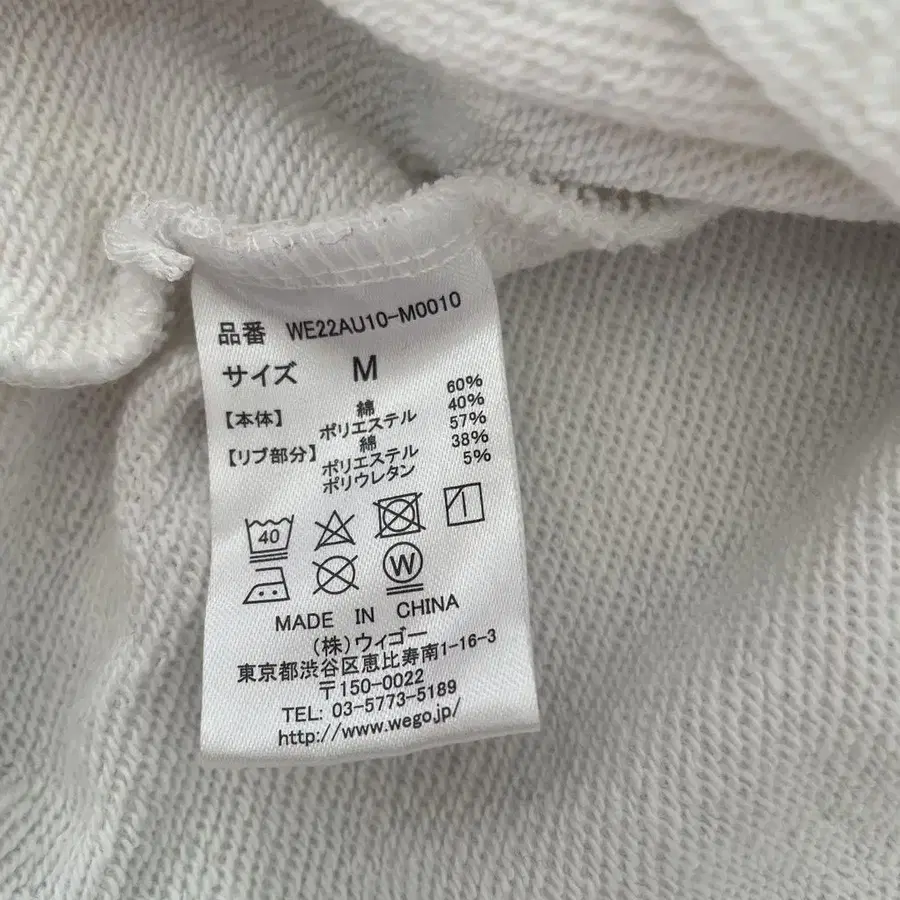 品番 WE22AU10-M0010
サイズ M
【本体】 綿 60%
ポリエステル 40%
【リブ部分】 綿 57%
ポリエステル 38%
ポリウレタン 5%
40
W
MADE IN CHINA
(株)ウィゴー
東京都渋谷区恵比寿南1-16-3
〒150-0022
TEL: 03-5773-5189
http://www.wego.jp/